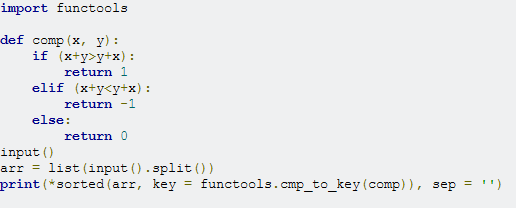 import functools
def comp(x, y):
    if (x+y>y+x):
        return 1
    elif (x+y<y+x):
        return -1
    else:
        return 0
input()
arr = list(input().split())
print(*sorted(arr, key = functools.cmp_to_key(comp)), sep = '')